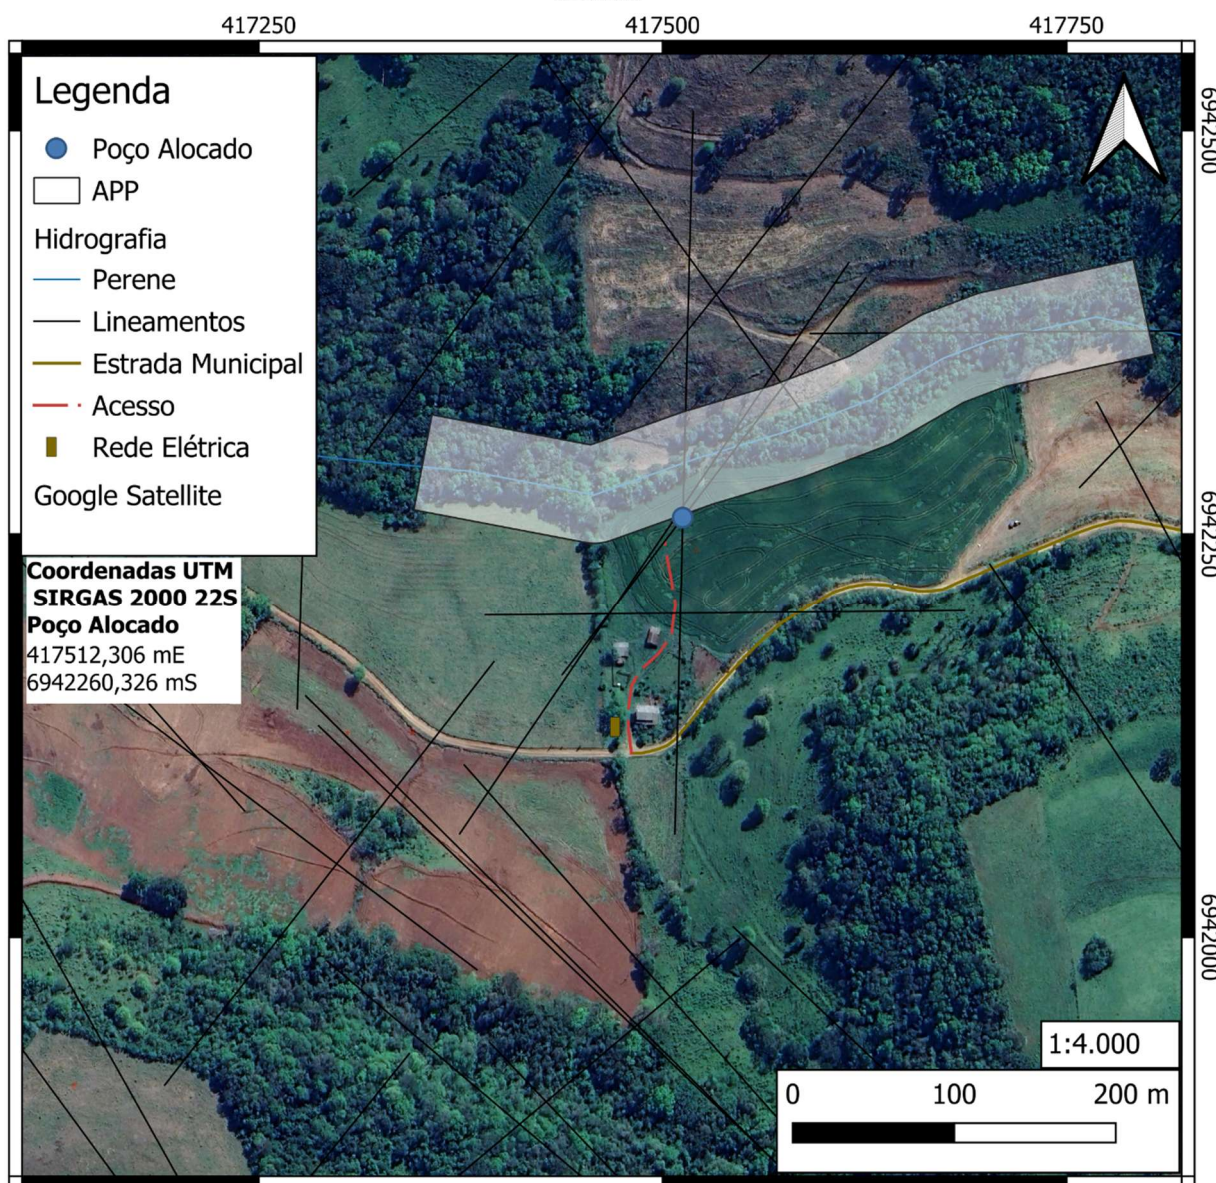 417250 417500 417750
Legenda
Poço Alocado
APP
Hidrografia
Perene
Lineamentos
Estrada Municipal
Acesso
Rede Elétrica
Google Satellite
6942500
6942250
6942000
Coordenadas UTM
SIRGAS 2000 22S
Poço Alocado
417512,306 mE
6942260,326 mS
1:4.000
0 100 200 m